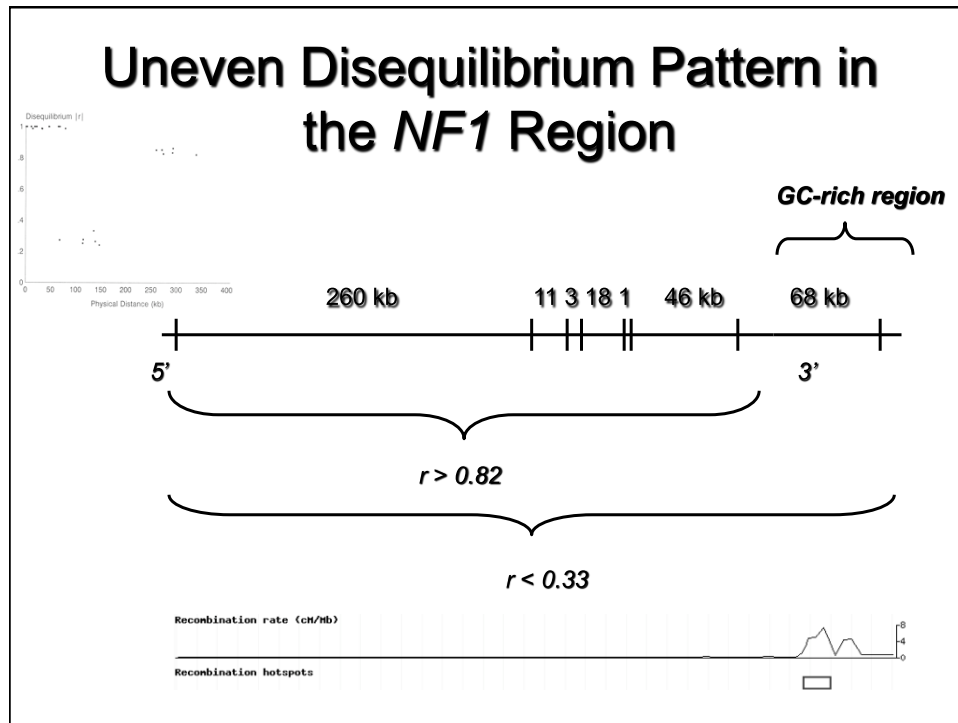 Uneven Disequilibrium Pattern in
the NF1 Region
Disequilibrium |r|
1
.8
.6
.4
.2
0
0 50 100 150 200 250 300 350 400
Physical Distance (kb)
GC-rich region
260 kb 11 3 18 1 46 kb 68 kb
5’ 3’
r > 0.82
r < 0.33
Recombination rate (cM/Mb)
8
4
0
Recombination hotspots